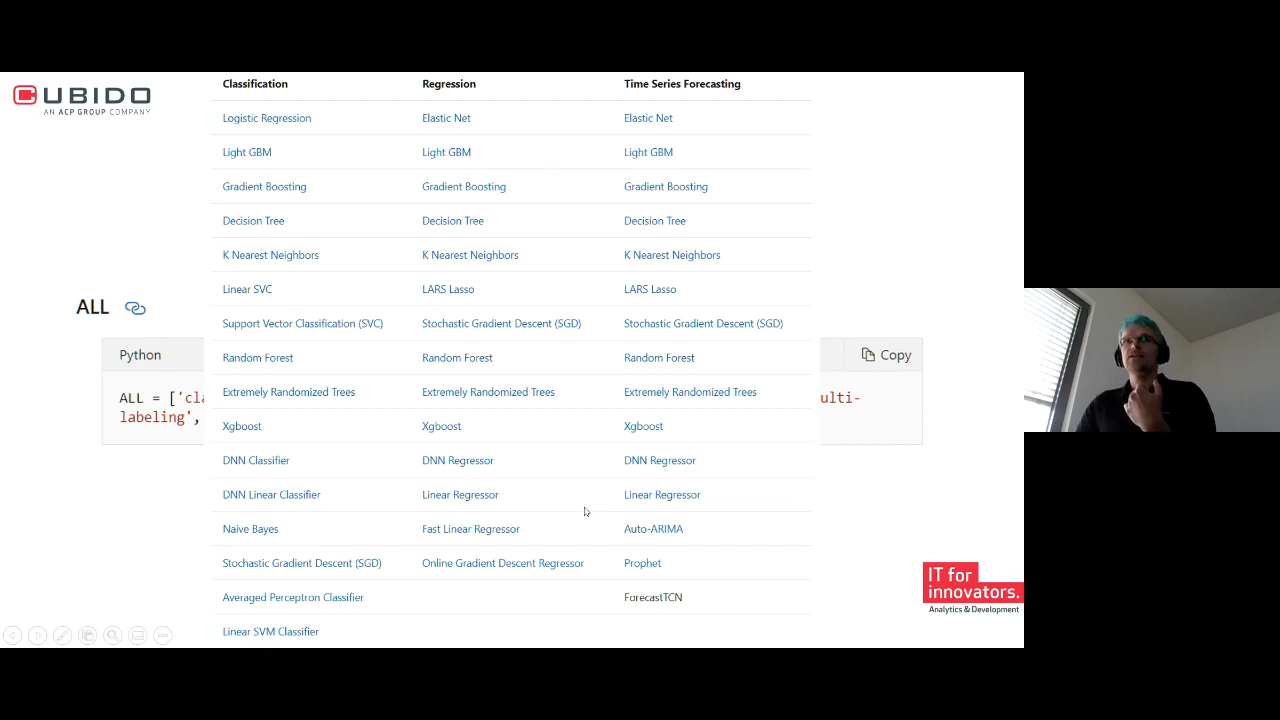 CUBIDO
AN ACP GROUP COMPANY
Classification Regression Time Series Forecasting
Logistic Regression Elastic Net Elastic Net
Light GBM Light GBM Light GBM
Gradient Boosting Gradient Boosting Gradient Boosting
Decision Tree Decision Tree Decision Tree
K Nearest Neighbors K Nearest Neighbors K Nearest Neighbors
Linear SVC LARS Lasso LARS Lasso
Support Vector Classification (SVC) Stochastic Gradient Descent (SGD) Stochastic Gradient Descent (SGD)
Random Forest Random Forest Random Forest
Extremely Randomized Trees Extremely Randomized Trees Extremely Randomized Trees
Xgboost Xgboost Xgboost
DNN Classifier DNN Regressor DNN Regressor
DNN Linear Classifier Linear Regressor Linear Regressor
Naive Bayes Fast Linear Regressor Auto-ARIMA
Stochastic Gradient Descent (SGD) Online Gradient Descent Regressor Prophet
Averaged Perceptron Classifier ForecastTCN
Linear SVM Classifier
ALL
Python Copy
ALL = ['cla ulti-
labeling',
IT for
innovators.
Analytics & Development